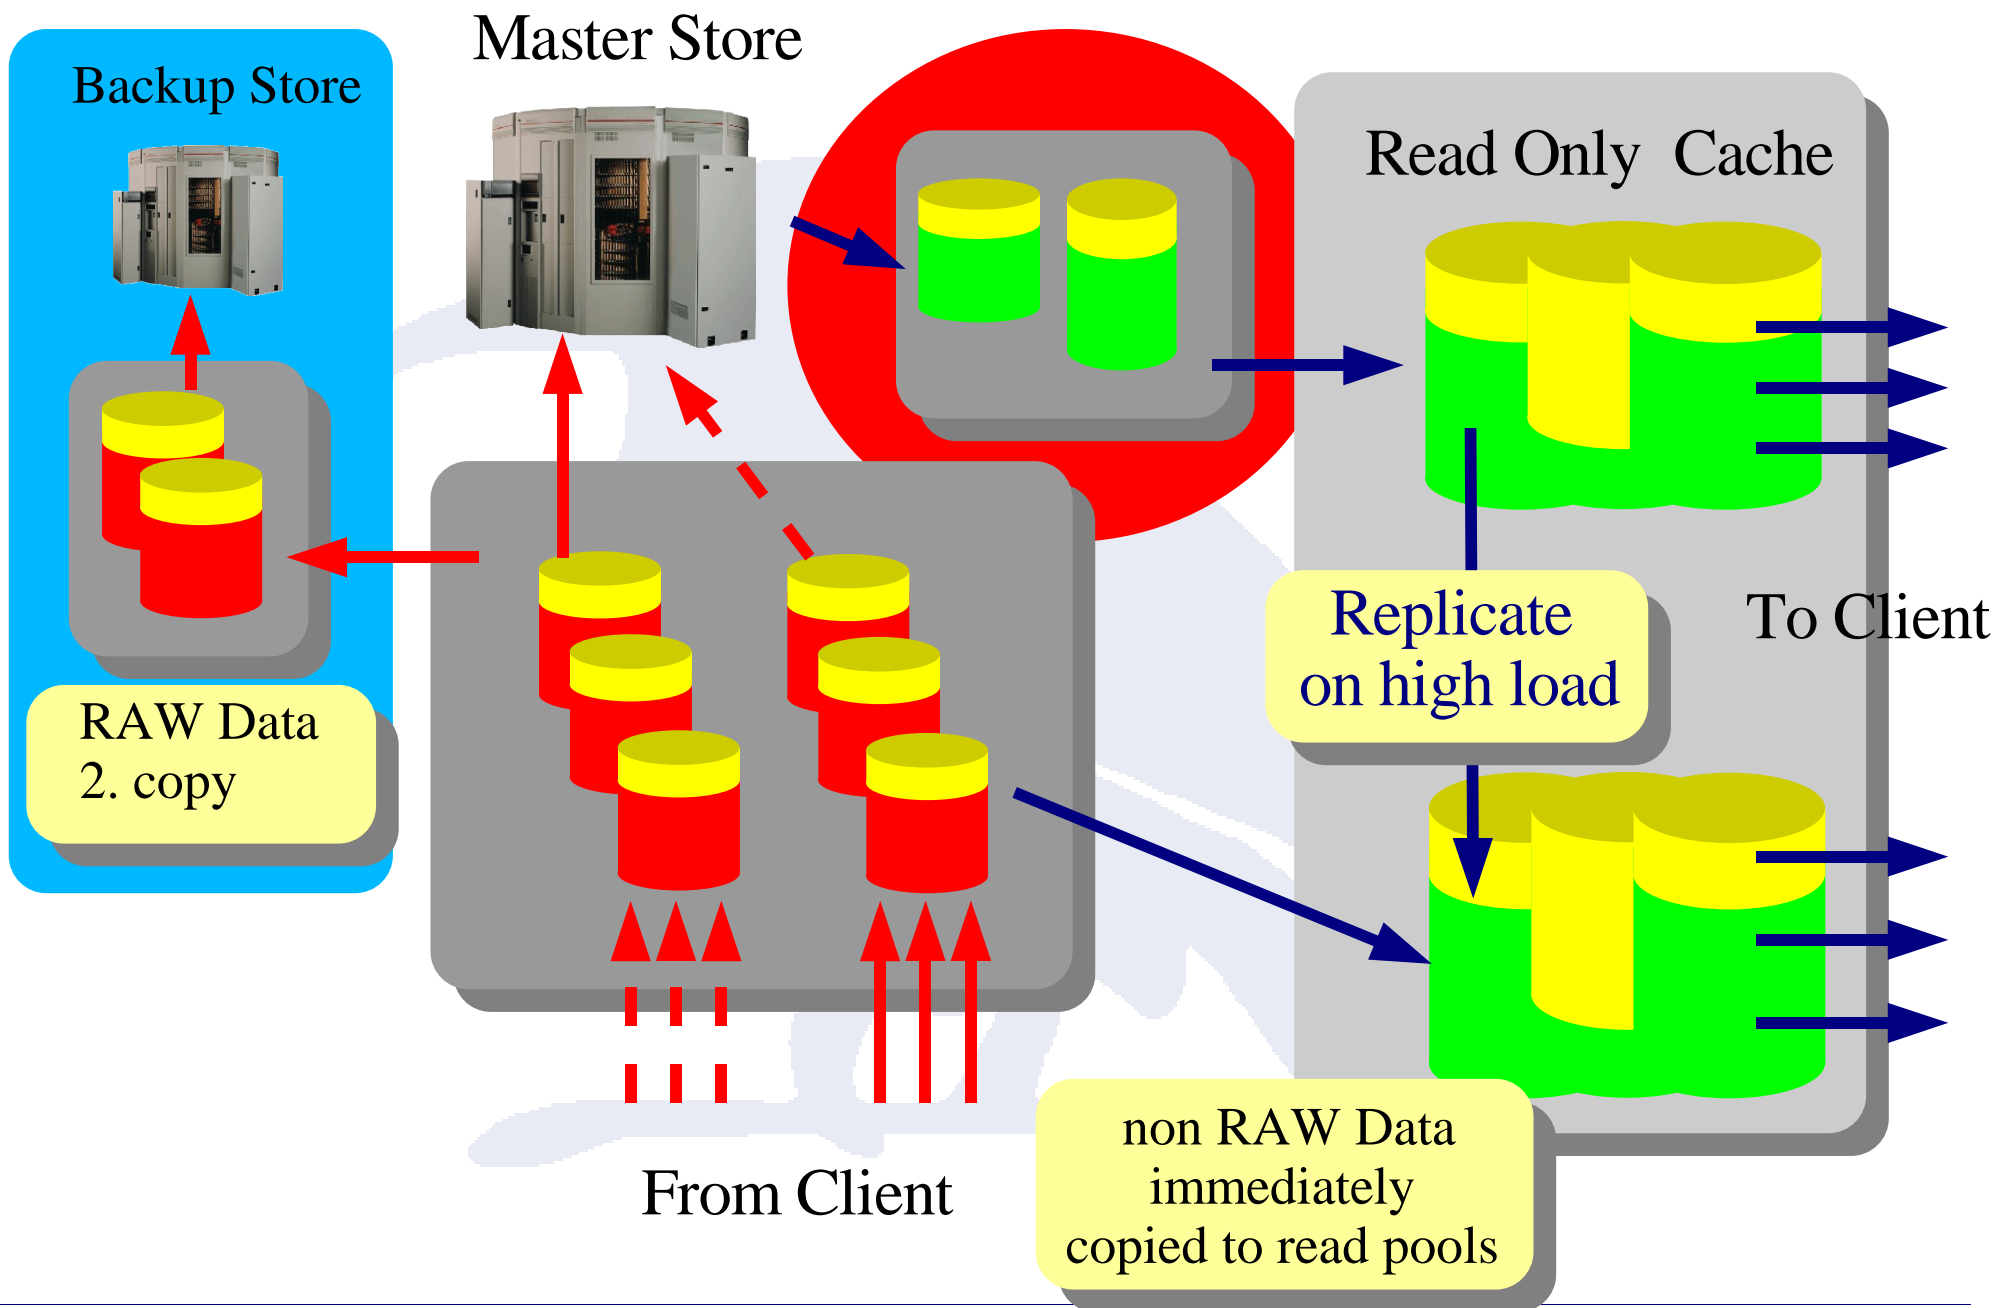 Master Store
Backup Store
Read Only  Cache
Replicate
on high load
To Client
RAW Data
2. copy
From Client
non RAW Data
immediately
copied to read pools